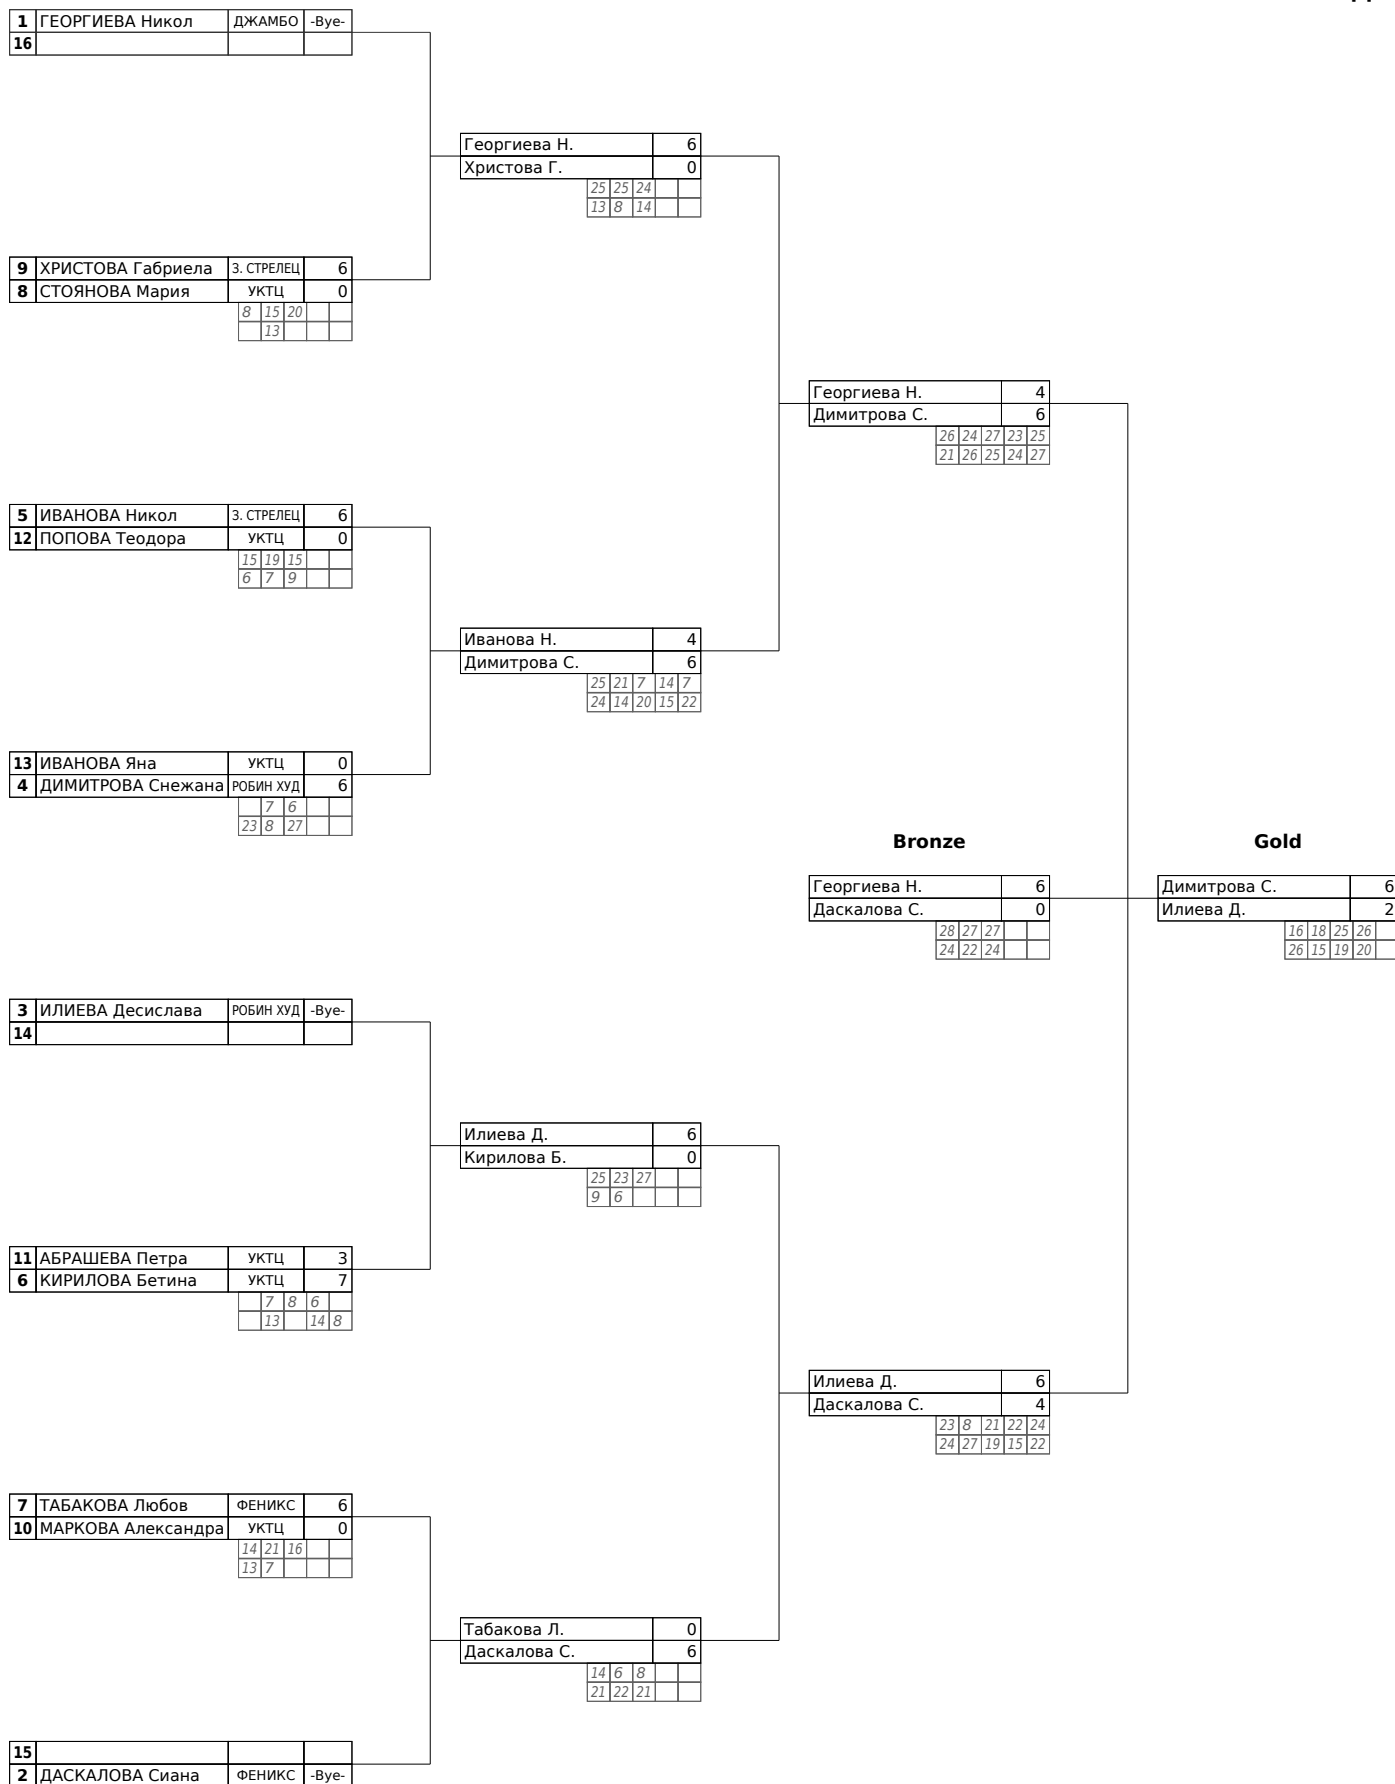 1 ГЕОРГИЕВА Никол ДЖАМБО -Bye-
16
Георгиева Н. 6
Христова Г. 0
25 25 24
13 8 14
9 ХРИСТОВА Габриела З. СТРЕЛЕЦ 6
8 СТОЯНОВА Мария УКТЦ 0
8 15 20
13
Георгиева Н. 4
Димитрова С. 6
26 24 27 23 25
21 26 25 24 27
5 ИВАНОВА Никол З. СТРЕЛЕЦ 6
12 ПОПОВА Теодора УКТЦ 0
15 19 15
6 7 9
Иванова Н. 4
Димитрова С. 6
25 21 7 14 7
24 14 20 15 22
13 ИВАНОВА Яна УКТЦ 0
4 ДИМИТРОВА Снежана РОБИН ХУД 6
7 6
23 8 27
Bronze Gold
Георгиева Н. 6 Димитрова С. 6
Даскалова С. 0 Илиева Д. 2
28 27 27 16 18 25 26
24 22 24 26 15 19 20
3 ИЛИЕВА Десислава РОБИН ХУД -Bye-
14
Илиева Д. 6
Кирилова Б. 0
25 23 27
9 6
11 АБРАШЕВА Петра УКТЦ 3
6 КИРИЛОВА Бетина УКТЦ 7
7 8 6
13 14 8
Илиева Д. 6
Даскалова С. 4
23 8 21 22 24
24 27 19 15 22
7 ТАБАКОВА Любов ФЕНИКС 6
10 МАРКОВА Александра УКТЦ 0
14 21 16
13 7
Табакова Л. 0
Даскалова С. 6
14 6 8
21 22 21
15
2 ДАСКАЛОВА Сиана ФЕНИКС -Bye-